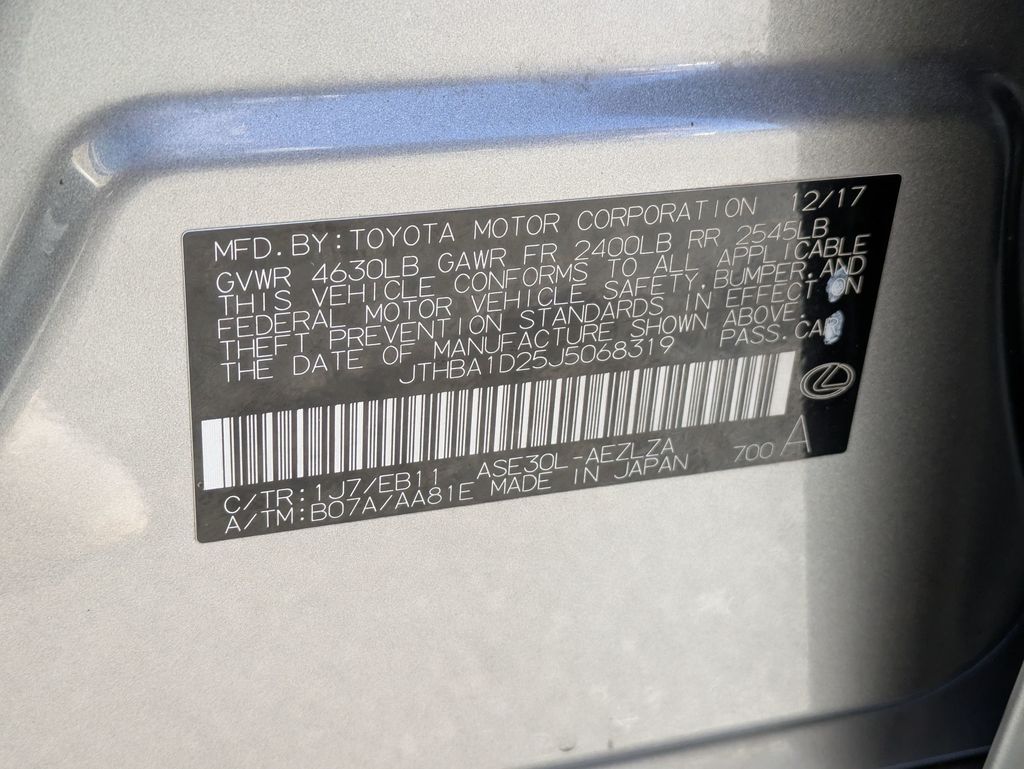 MFD.BY:TOYOTA MOTOR CORPORATION 12/17
GVWR 4630LB GAWR FR 2400LB RR 2545LB
THIS VEHICLE CONFORMS TO ALL APPLICABLE
FEDERAL MOTOR VEHICLE SAFETY,BUMPER,AND
THEFT PREVENTION STANDARDS IN EFFECT ON
THE DATE OF MANUFACTURE SHOWN ABOVE.
JTHBA1D25J5068319 PASS.CAR
C/TR:1J7/EB11 ASE30L-AEZLZA 700 A
A/TM:B07A/AA81E MADE IN JAPAN